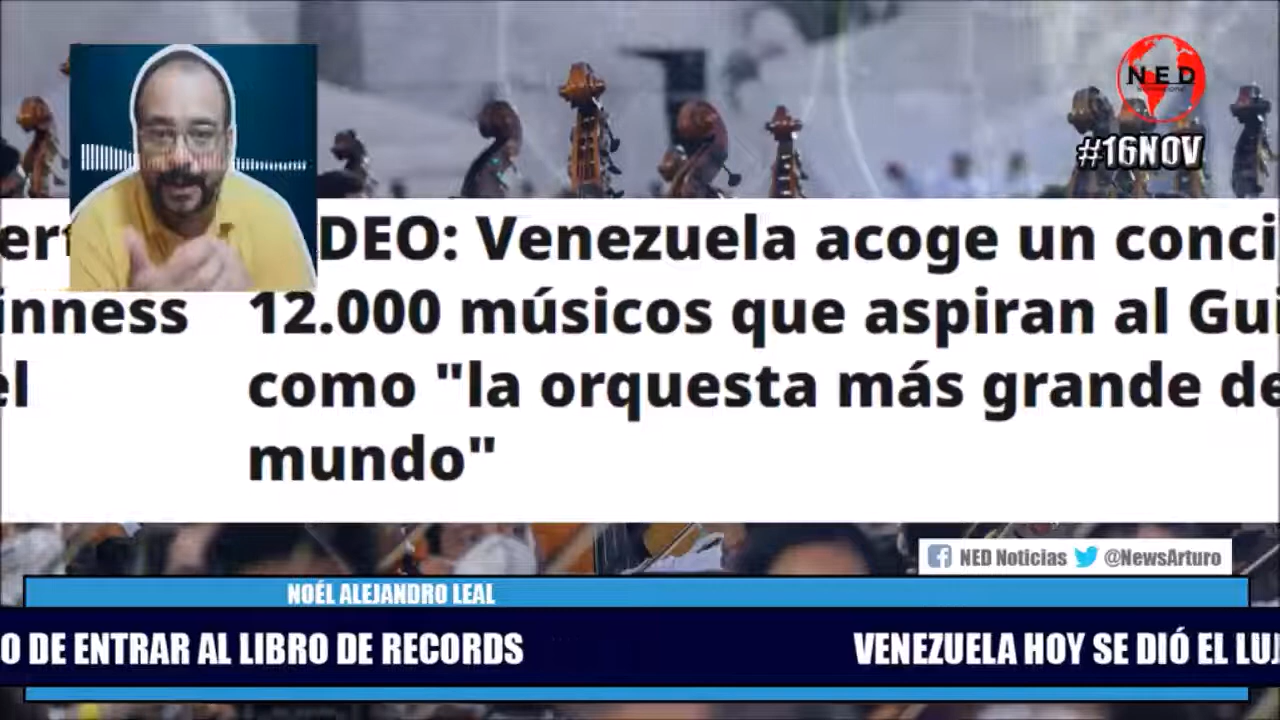 NED
#16NOV
DEO: Venezuela acoge un conci
inness
12.000 músicos que aspiran al Gui
el
como "la orquesta más grande de
mundo"
NED Noticias @NewsArturo
NOÉL ALEJANDRO LEAL
O DE ENTRAR AL LIBRO DE RECORDS
VENEZUELA HOY SE DIÓ EL LUJ